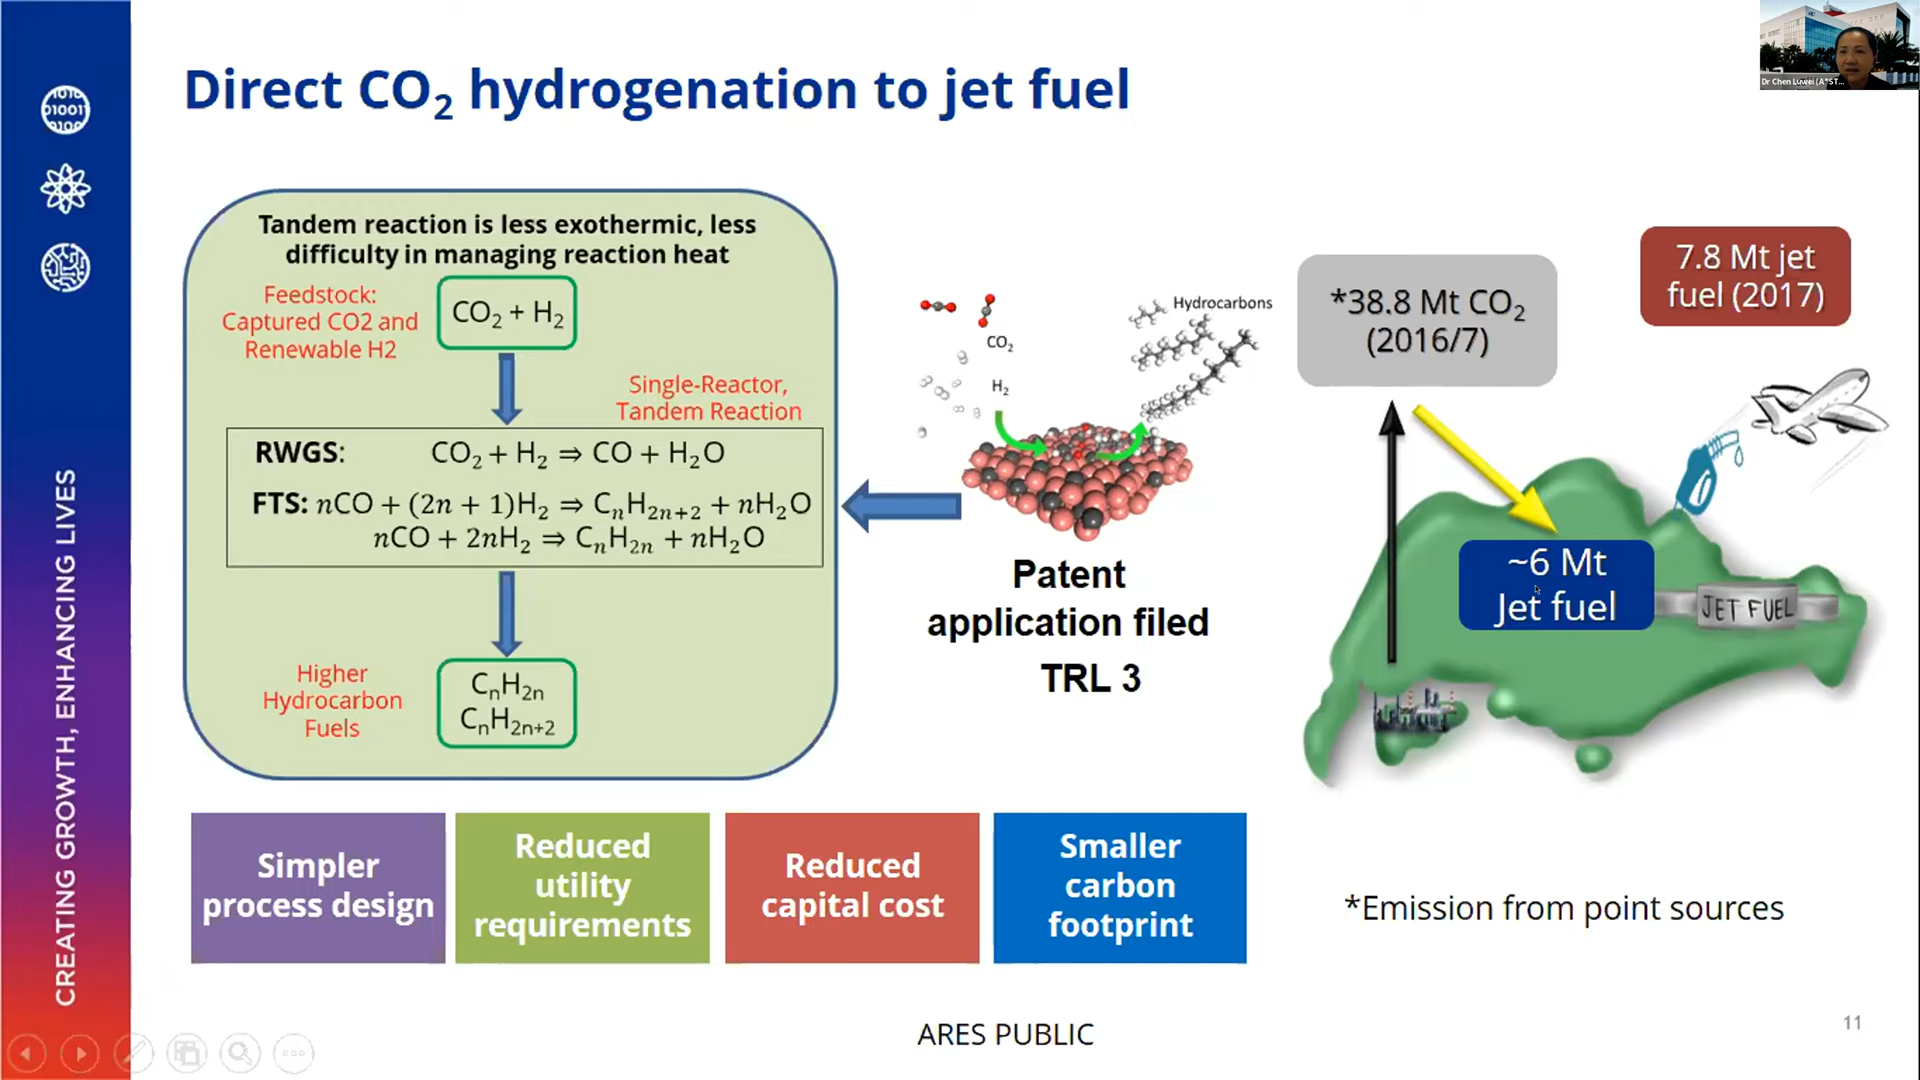 Direct CO₂ hydrogenation to jet fuel
Dr Chen Luwei (A*ST...
CREATING GROWTH, ENHANCING LIVES
Tandem reaction is less exothermic, less
difficulty in managing reaction heat
Feedstock:
Captured CO2 and
Renewable H2
CO₂ + H₂
Single-Reactor,
Tandem Reaction
RWGS: CO₂ + H₂ ⇒ CO + H₂O
FTS: nCO + (2n + 1)H₂ ⇒ CₙH₂ₙ₊₂ + nH₂O
nCO + 2nH₂ ⇒ CₙH₂ₙ + nH₂O
Higher
Hydrocarbon
Fuels
CₙH₂ₙ
CₙH₂ₙ₊₂
Hydrocarbons
CO₂
H₂
Patent
application filed
TRL 3
*38.8 Mt CO₂
(2016/7)
7.8 Mt jet
fuel (2017)
~6 Mt
Jet fuel
JET FUEL
Simpler
process design
Reduced
utility
requirements
Reduced
capital cost
Smaller
carbon
footprint
*Emission from point sources
ARES PUBLIC
11